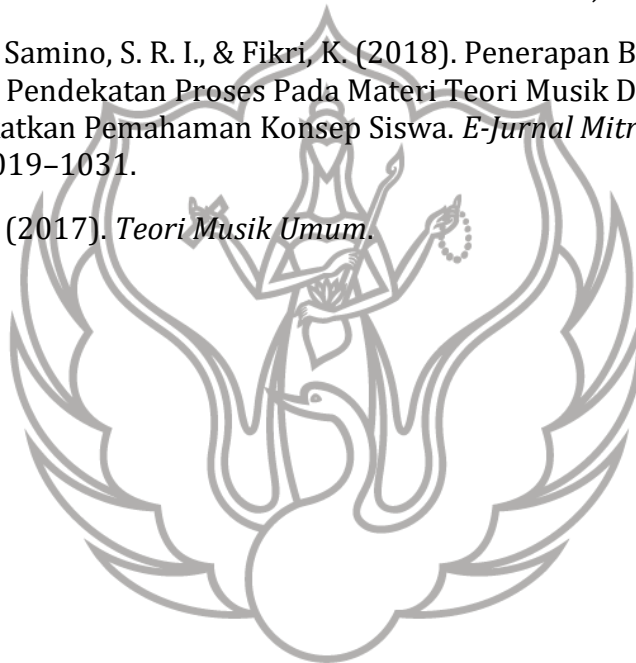 Samino, S. R. I., & Fikri, K. (2018). Penerapan B
Pendekatan Proses Pada Materi Teori Musik D
atkan Pemahaman Konsep Siswa. E-Jurnal Mitr
019–1031.
(2017). Teori Musik Umum.